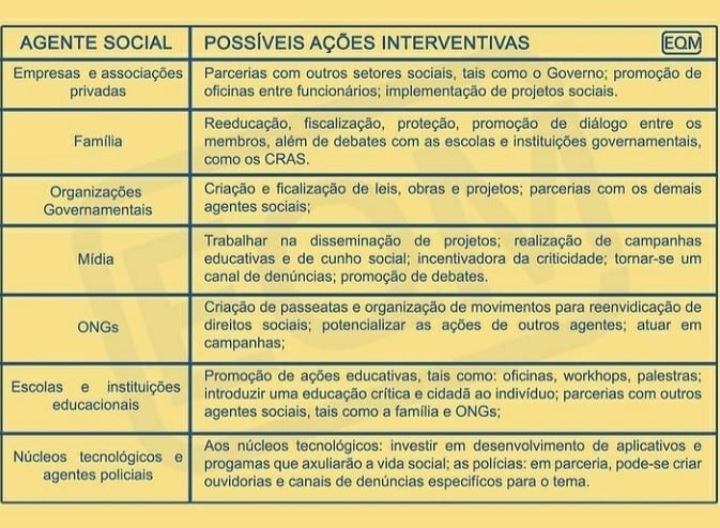 AGENTE SOCIAL
POSSÍVEIS AÇÕES INTERVENTIVAS
EQM
Empresas e associações
privadas
Parcerias com outros setores sociais, tais como o Governo; promoção de
oficinas entre funcionários; implementação de projetos sociais.
Família
Reeducação, fiscalização, proteção, promoção de diálogo entre os
membros, além de debates com as escolas e instituições governamentais,
como os CRAS.
Organizações
Governamentais
Criação e ficalização de leis, obras e projetos; parcerias com os demais
agentes sociais;
Mídia
Trabalhar na disseminação de projetos; realização de campanhas
educativas e de cunho social; incentivadora da criticidade; tornar-se um
canal de denúncias; promoção de debates.
ONGs
Criação de passeatas e organização de movimentos para reenvidicação de
direitos sociais; potencializar as ações de outros agentes; atuar em
campanhas;
Escolas e instituições
educacionais
Promoção de ações educativas, tais como: oficinas, workhops, palestras;
introduzir uma educação crítica e cidadã ao indivíduo; parcerias com outros
agentes sociais, tais como a família e ONGs;
Núcleos tecnológicos e
agentes policiais
Aos núcleos tecnológicos: investir em desenvolvimento de aplicativos e
progamas que axuliarão a vida social; as polícias: em parceria, pode-se criar
ouvidorias e canais de denúncias especifícos para o tema.
EQM